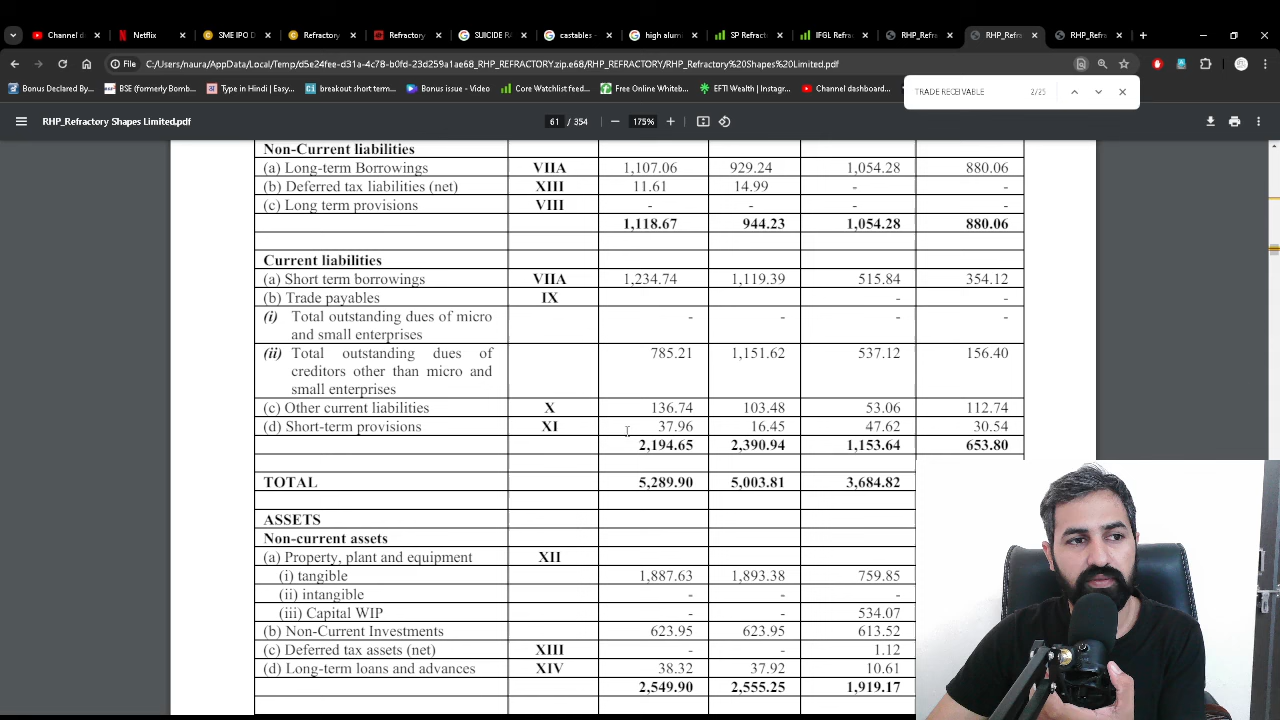 Channel d
Netflix
SME IPO D
Refractory
Refractory
SUICIDE RA
castables –
high alumi
SP Refract
IFGL Refra
RHP_Refra
RHP_Refra
RHP_Refra
File C:/Users/naura/AppData/Local/Temp/d5e24fee-d31a-4c78-b0fd-23d259a1ae68_RHP_REFRACTORY.zip.e68/RHP_REFRACTORY/RHP_Refractory%20Shapes%20Limited.pdf
Bonus Declared By...
BSE (formerly Bomb...
Type in Hindi | Easy...
breakout short term...
Bonus issue - Video
Core Watchlist feed...
Free Online Whiteb...
EFTI Wealth | Instagr...
Channel dashboard...
TRADE RECEIVABLE 2/25
RHP_Refractory Shapes Limited.pdf 61 / 354 175%
Non-Current liabilities
(a) Long-term Borrowings VIIA 1,107.06 929.24 1,054.28 880.06
(b) Deferred tax liabilities (net) XIII 11.61 14.99 - -
(c) Long term provisions VIII - - - -
1,118.67 944.23 1,054.28 880.06
Current liabilities
(a) Short term borrowings VIIA 1,234.74 1,119.39 515.84 354.12
(b) Trade payables IX - -
(i) Total outstanding dues of micro - - - -
and small enterprises
(ii) Total outstanding dues of 785.21 1,151.62 537.12 156.40
creditors other than micro and
small enterprises
(c) Other current liabilities X 136.74 103.48 53.06 112.74
(d) Short-term provisions XI 37.96 16.45 47.62 30.54
2,194.65 2,390.94 1,153.64 653.80
TOTAL 5,289.90 5,003.81 3,684.82
ASSETS
Non-current assets
(a) Property, plant and equipment XII
(i) tangible 1,887.63 1,893.38 759.85
(ii) intangible - - -
(iii) Capital WIP - - 534.07
(b) Non-Current Investments 623.95 623.95 613.52
(c) Deferred tax assets (net) XIII - - 1.12
(d) Long-term loans and advances XIV 38.32 37.92 10.61
2,549.90 2,555.25 1,919.17